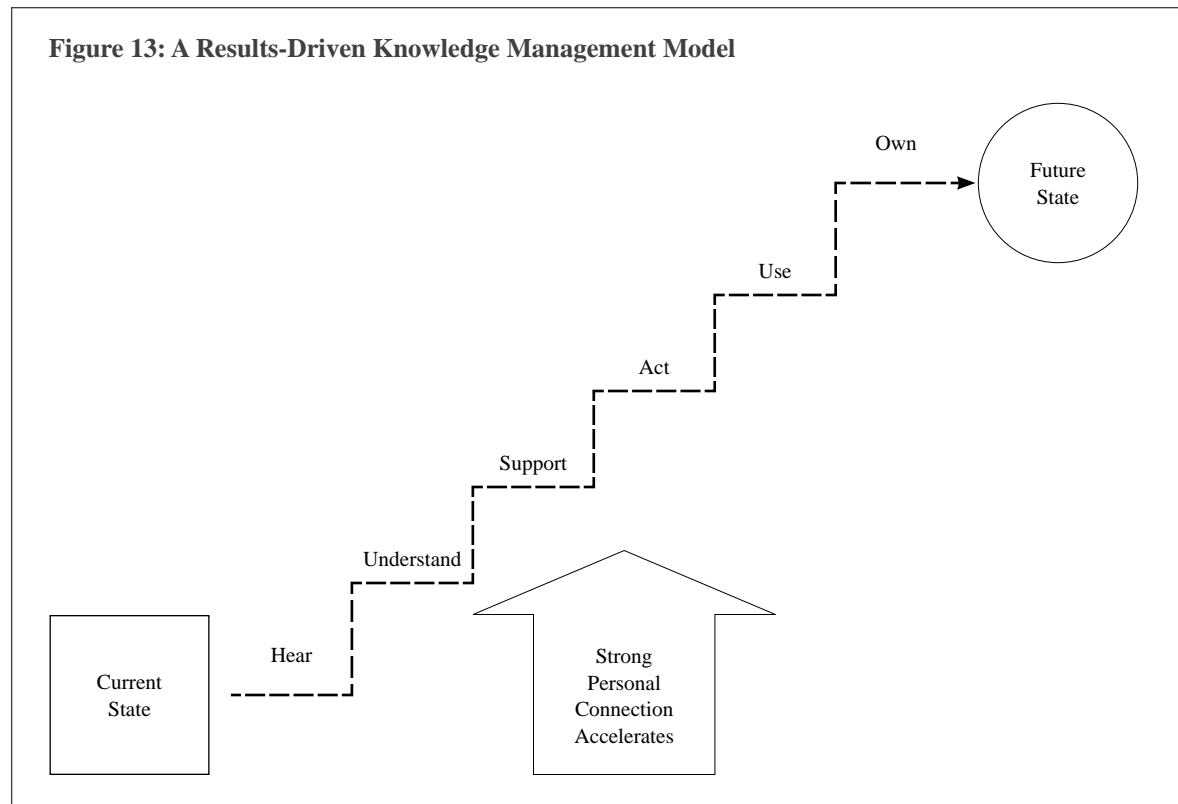 Figure 13: A Results-Driven Knowledge Management Model
Own
Future
State
Use
Act
Support
Understand
Hear
Current
State
Strong
Personal
Connection
Accelerates